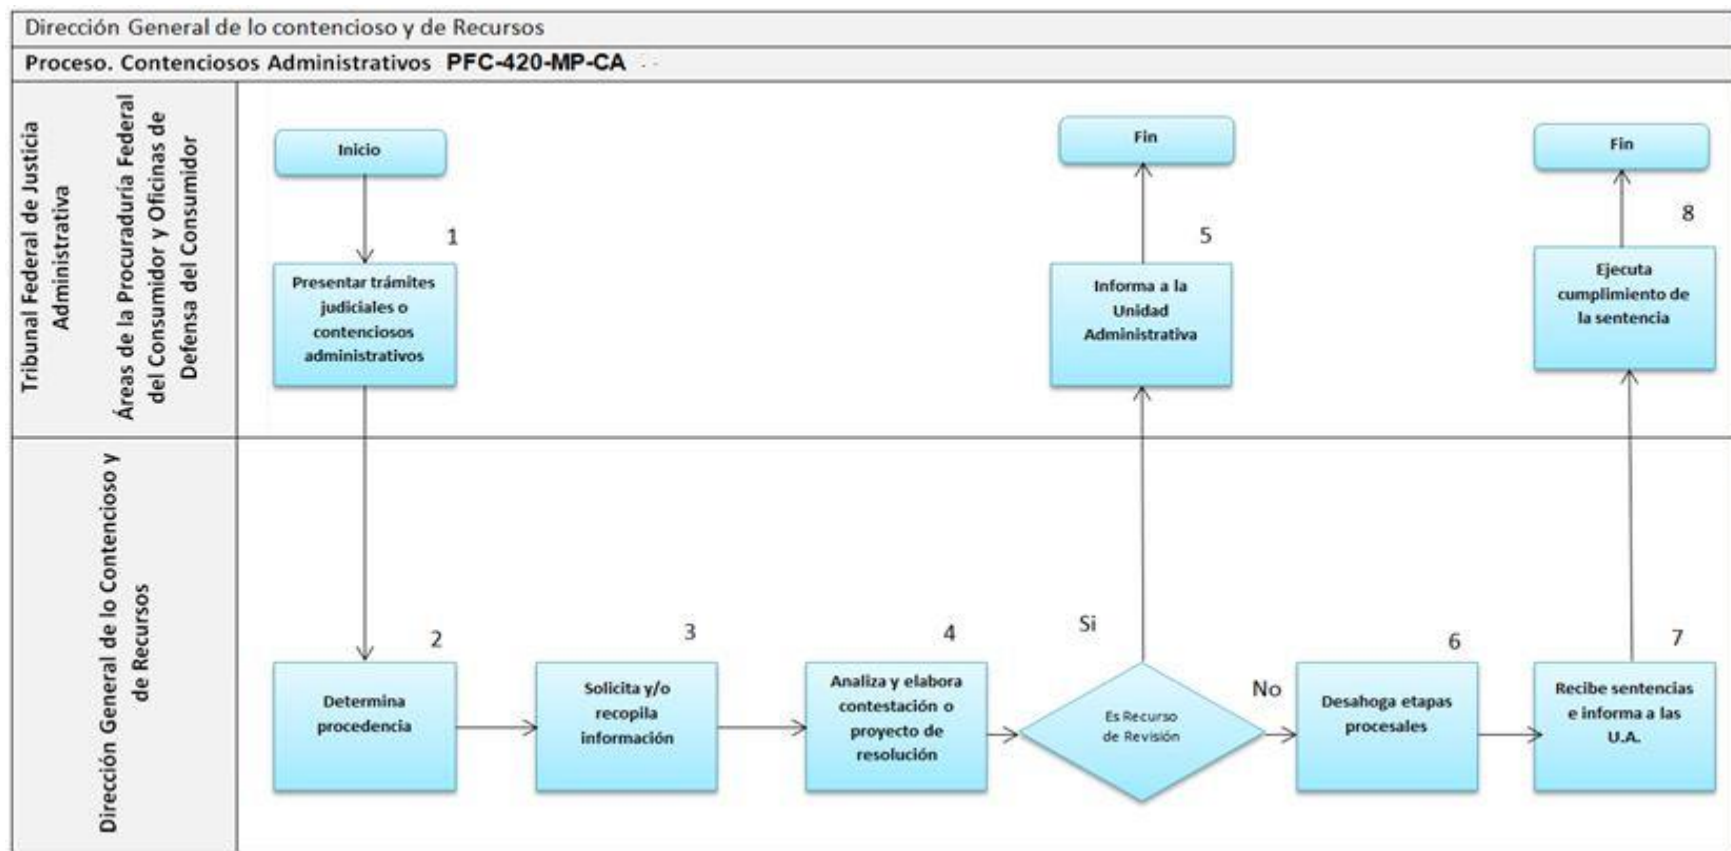 Dirección General de lo contencioso y de Recursos
Proceso. Contenciosos Administrativos PFC-420-MP-CA
Tribunal Federal de Justicia
Administrativa
Áreas de la Procuraduría Federal
del Consumidor y Oficinas de
Defensa del Consumidor
Inicio
1
Presentar trámites
judiciales o
contenciosos
administrativos
Fin
5
Informa a la
Unidad
Administrativa
Fin
8
Ejecuta
cumplimiento de
la sentencia
Dirección General de lo Contencioso y
de Recursos
2
Determina
procedencia
3
Solicita y/o
recopila
información
4
Analiza y elabora
contestación o
proyecto de
resolución
Si
Es Recurso
de Revisión
No
6
Desahoga etapas
procesales
7
Recibe sentencias
e informa a las
U.A.